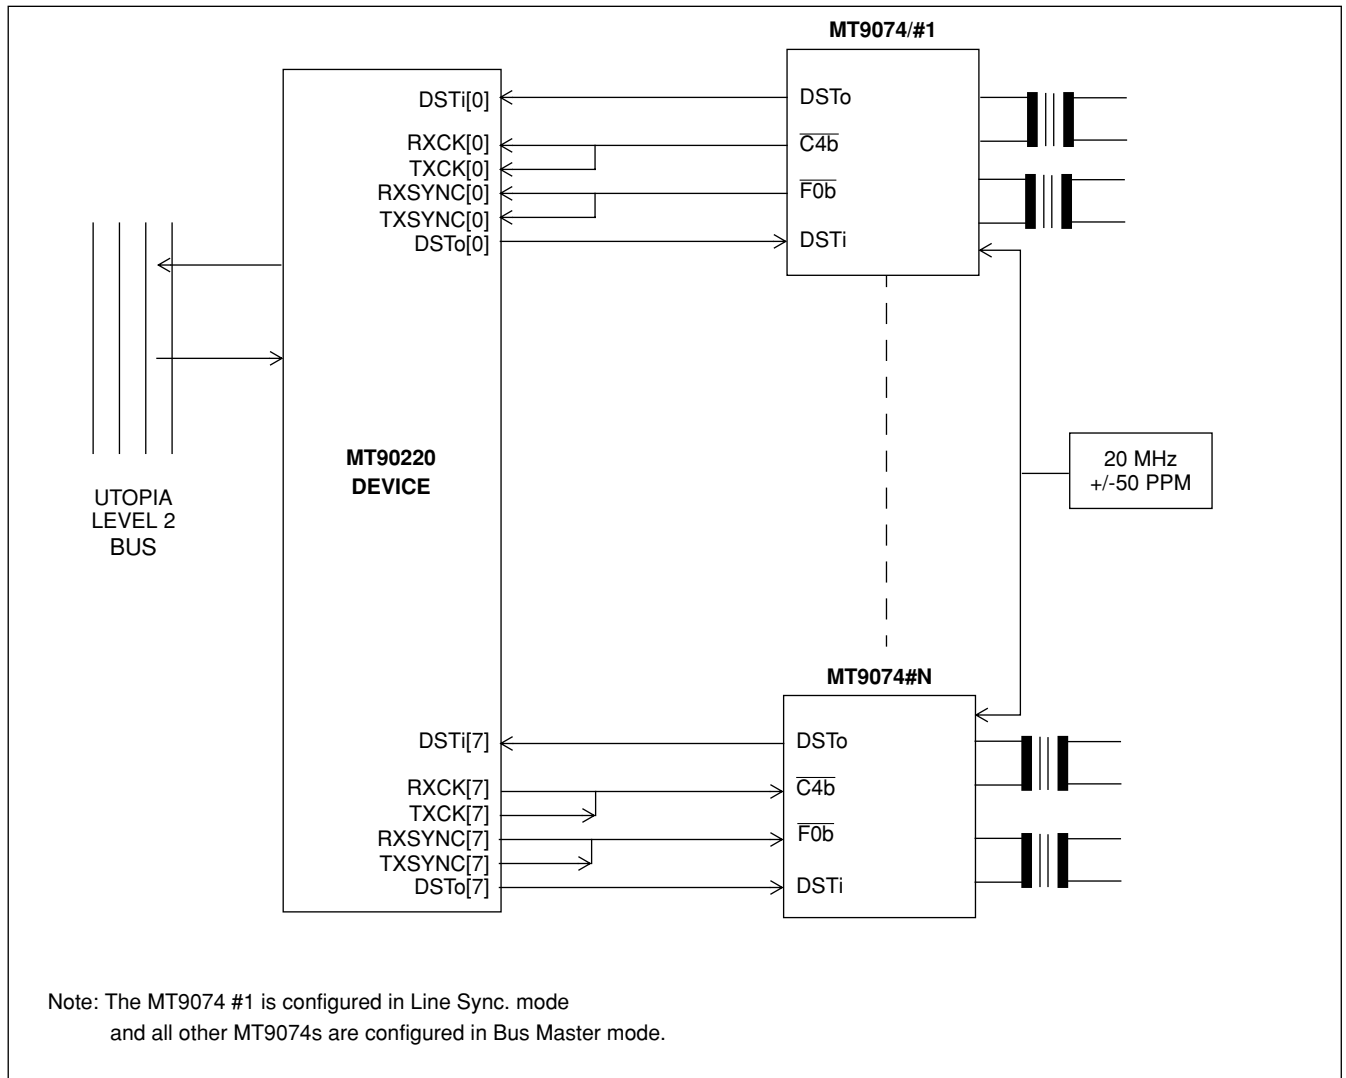 MT9074/#1
DSTi[0]
RXCK[0]
TXCK[0]
RXSYNC[0]
TXSYNC[0]
DSTo[0]
DSTo
C4b
F0b
DSTi
MT90220
DEVICE
UTOPIA
LEVEL 2
BUS
20 MHz
+/-50 PPM
MT9074#N
DSTi[7]
RXCK[7]
TXCK[7]
RXSYNC[7]
TXSYNC[7]
DSTo[7]
DSTo
C4b
F0b
DSTi
Note: The MT9074 #1 is configured in Line Sync. mode
and all other MT9074s are configured in Bus Master mode.